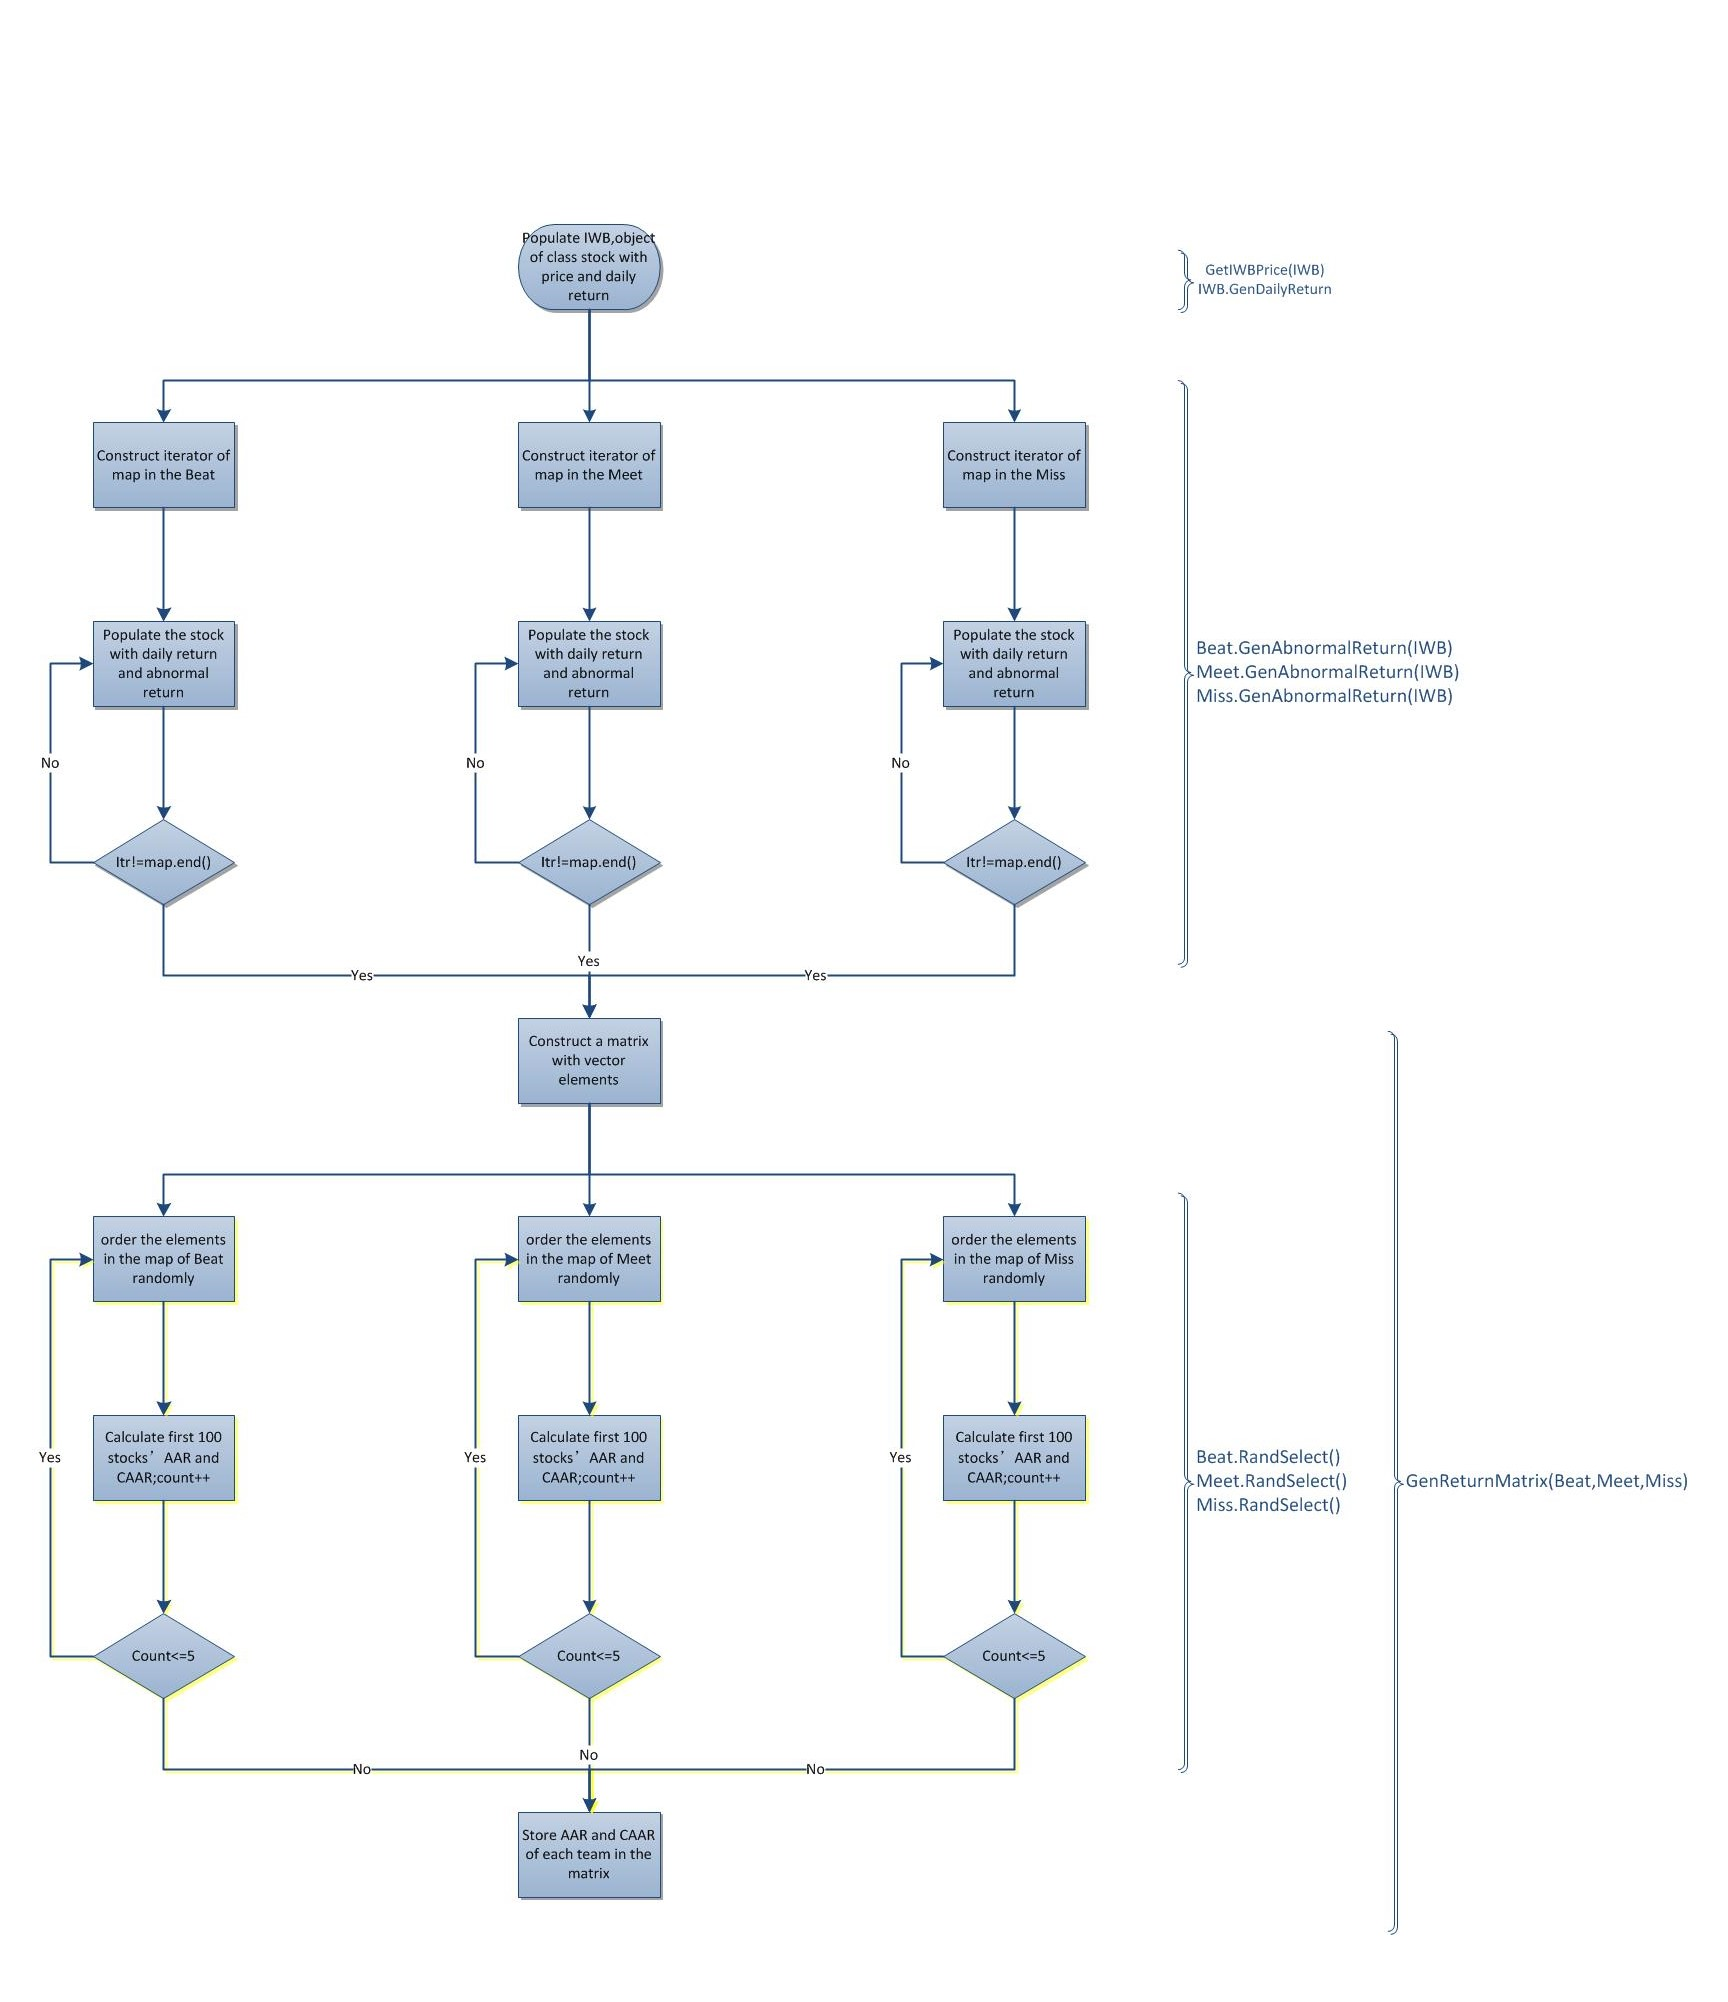 Populate IWB,object
of class stock with
price and daily
return
GetIWBPrice(IWB)
IWB.GenDailyReturn
Construct iterator of
map in the Beat
Construct iterator of
map in the Meet
Construct iterator of
map in the Miss
Populate the stock
with daily return
and abnormal
return
Populate the stock
with daily return
and abnormal
return
Populate the stock
with daily return
and abnormal
return
Beat.GenAbnormalReturn(IWB)
Meet.GenAbnormalReturn(IWB)
Miss.GenAbnormalReturn(IWB)
No
No
No
Itr!=map.end()
Itr!=map.end()
Itr!=map.end()
Yes
Yes
Yes
Construct a matrix
with vector
elements
order the elements
in the map of Beat
randomly
order the elements
in the map of Meet
randomly
order the elements
in the map of Miss
randomly
Yes
Calculate first 100
stocks’ AAR and
CAAR;count++
Yes
Calculate first 100
stocks’ AAR and
CAAR;count++
Yes
Calculate first 100
stocks’ AAR and
CAAR;count++
Beat.RandSelect()
Meet.RandSelect()
Miss.RandSelect()
GenReturnMatrix(Beat,Meet,Miss)
Count<=5
Count<=5
Count<=5
No
No
No
Store AAR and CAAR
of each team in the
matrix